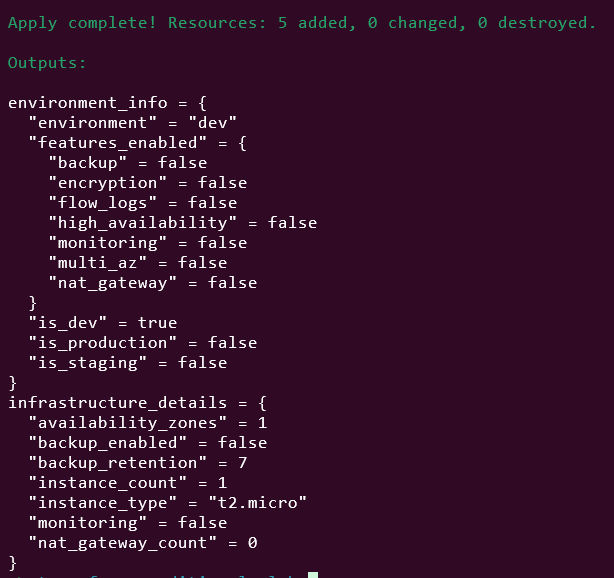 Apply complete! Resources: 5 added, 0 changed, 0 destroyed.
Outputs:
environment_info = {
  "environment" = "dev"
  "features_enabled" = {
    "backup" = false
    "encryption" = false
    "flow_logs" = false
    "high_availability" = false
    "monitoring" = false
    "multi_az" = false
    "nat_gateway" = false
  }
  "is_dev" = true
  "is_production" = false
  "is_staging" = false
}
infrastructure_details = {
  "availability_zones" = 1
  "backup_enabled" = false
  "backup_retention" = 7
  "instance_count" = 1
  "instance_type" = "t2.micro"
  "monitoring" = false
  "nat_gateway_count" = 0
}